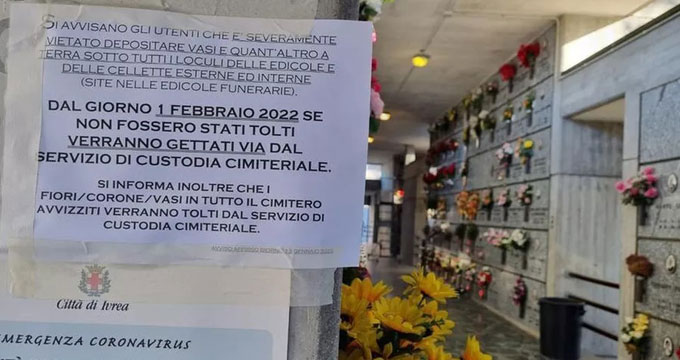 SI AVVISANO GLI UTENTI CHE E' SEVERAMENTE
VIETATO DEPOSITARE VASI E QUANT'ALTRO A
TERRA SOTTO TUTTI I LOCULI DELLE EDICOLE E
DELLE CELLETTE ESTERNE ED INTERNE
(SITE NELLE EDICOLE FUNERARIE).
DAL GIORNO 1 FEBBRAIO 2022 SE
NON FOSSERO STATI TOLTI
VERRANNO GETTATI VIA DAL
SERVIZIO DI CUSTODIA CIMITERIALE.
SI INFORMA INOLTRE CHE I
FIORI/CORONE/VASI IN TUTTO IL CIMITERO
AVVIZZITI VERRANNO TOLTI DAL SERVIZIO DI
CUSTODIA CIMITERIALE.
Città di Ivrea
EMERGENZA CORONAVIRUS